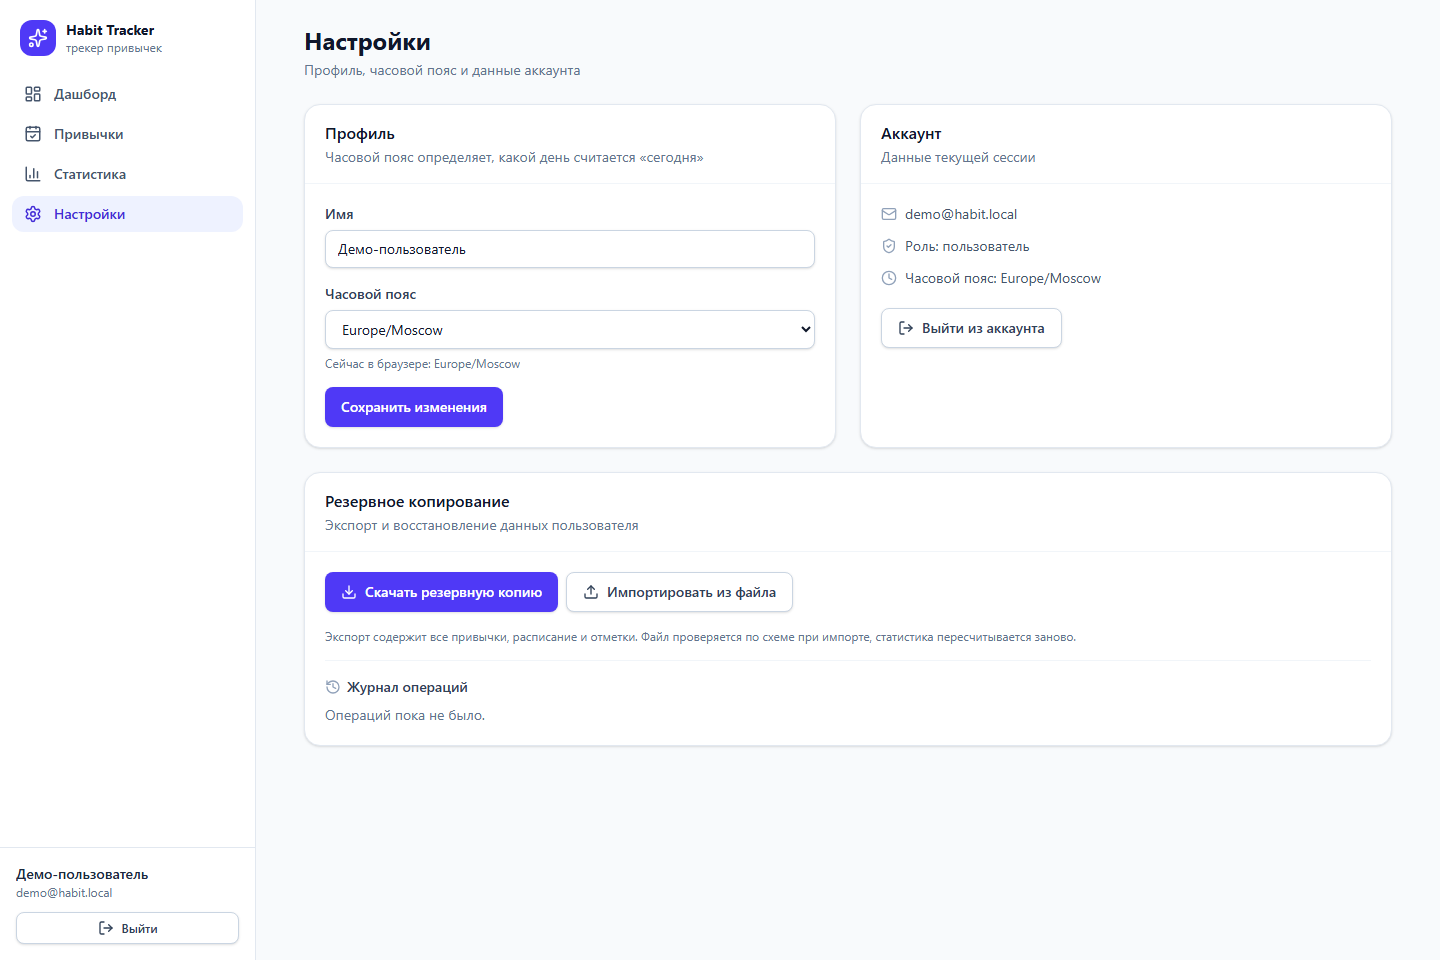 Habit Tracker
трекер привычек
Дашборд
Привычки
Статистика
Настройки
Демо-пользователь
demo@habit.local
Выйти
Настройки
Профиль, часовой пояс и данные аккаунта
Профиль
Часовой пояс определяет, какой день считается «сегодня»
Имя
Демо-пользователь
Часовой пояс
Europe/Moscow
Сейчас в браузере: Europe/Moscow
Сохранить изменения
Аккаунт
Данные текущей сессии
demo@habit.local
Роль: пользователь
Часовой пояс: Europe/Moscow
Выйти из аккаунта
Резервное копирование
Экспорт и восстановление данных пользователя
Скачать резервную копию
Импортировать из файла
Экспорт содержит все привычки, расписание и отметки. Файл проверяется по схеме при импорте, статистика пересчитывается заново.
Журнал операций
Операций пока не было.